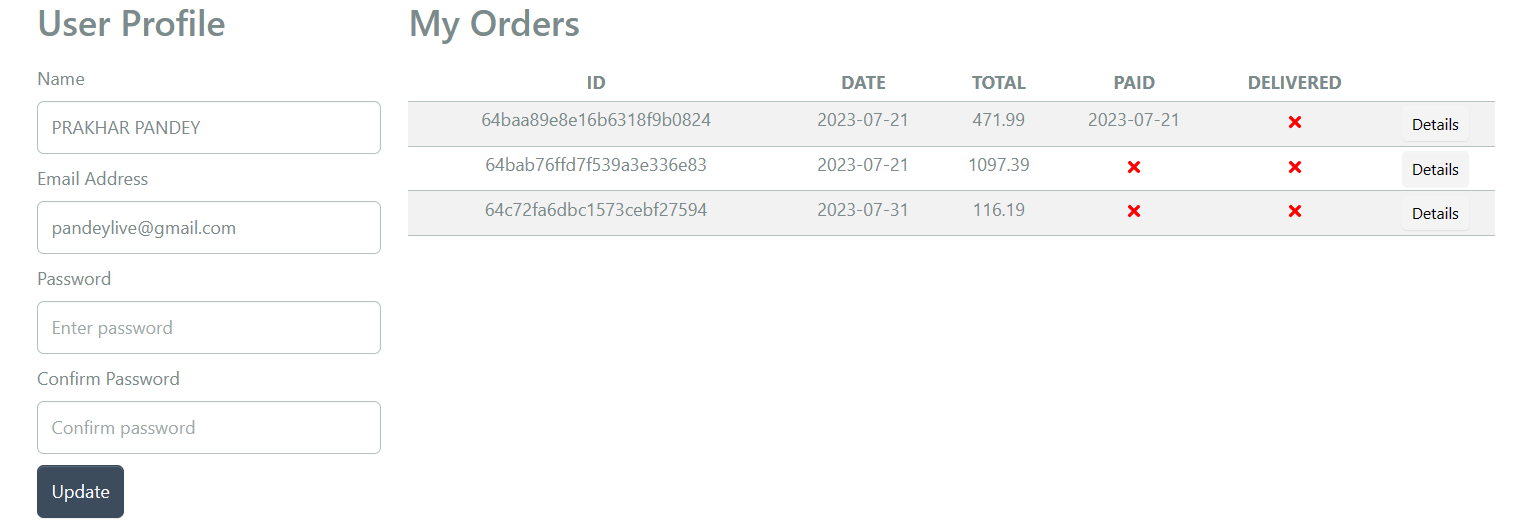 User Profile
Name
PRAKHAR PANDEY
Email Address
pandeylive@gmail.com
Password
Enter password
Confirm Password
Confirm password
Update
My Orders
ID DATE TOTAL PAID DELIVERED
64baa89e8e16b6318f9b0824 2023-07-21 471.99 2023-07-21 Details
64bab76ffd7f539a3e336e83 2023-07-21 1097.39 Details
64c72fa6dbc1573cebf27594 2023-07-31 116.19 Details